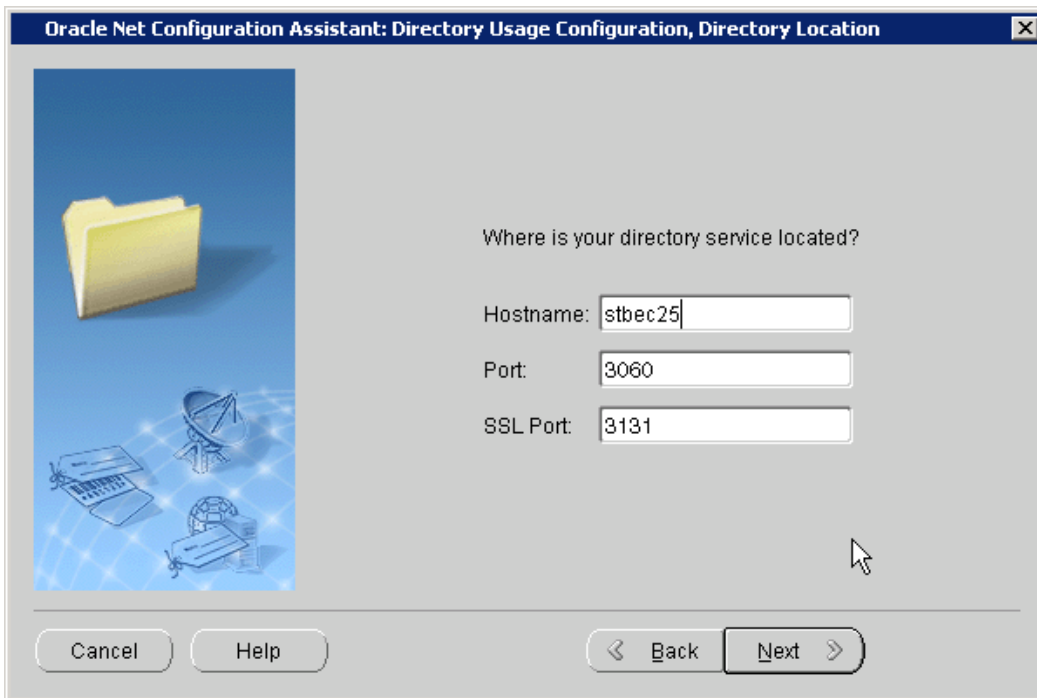 Oracle Net Configuration Assistant: Directory Usage Configuration, Directory Location
Where is your directory service located?
Hostname: stbec25
Port: 3060
SSL Port: 3131
Cancel Help Back Next